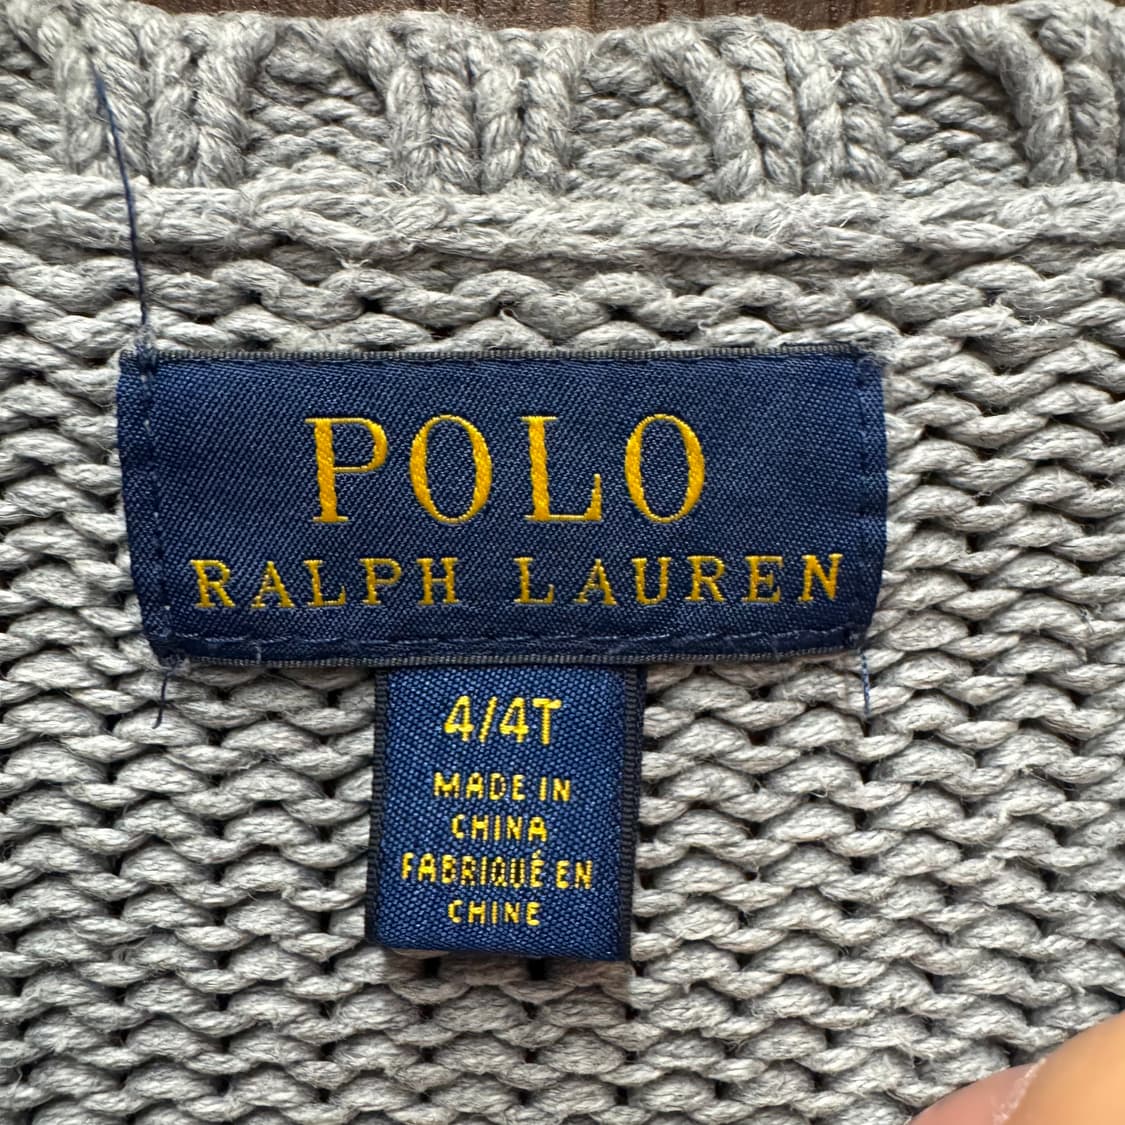 POLO
RALPH LAUREN
4/4T
MADE IN
CHINA
FABRIQUÉ EN
CHINE